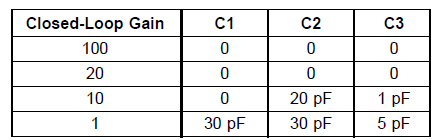 Closed-Loop Gain C1 C2 C3
100 0 0 0
20 0 0 0
10 0 20 pF 1 pF
1 30 pF 30 pF 5 pF